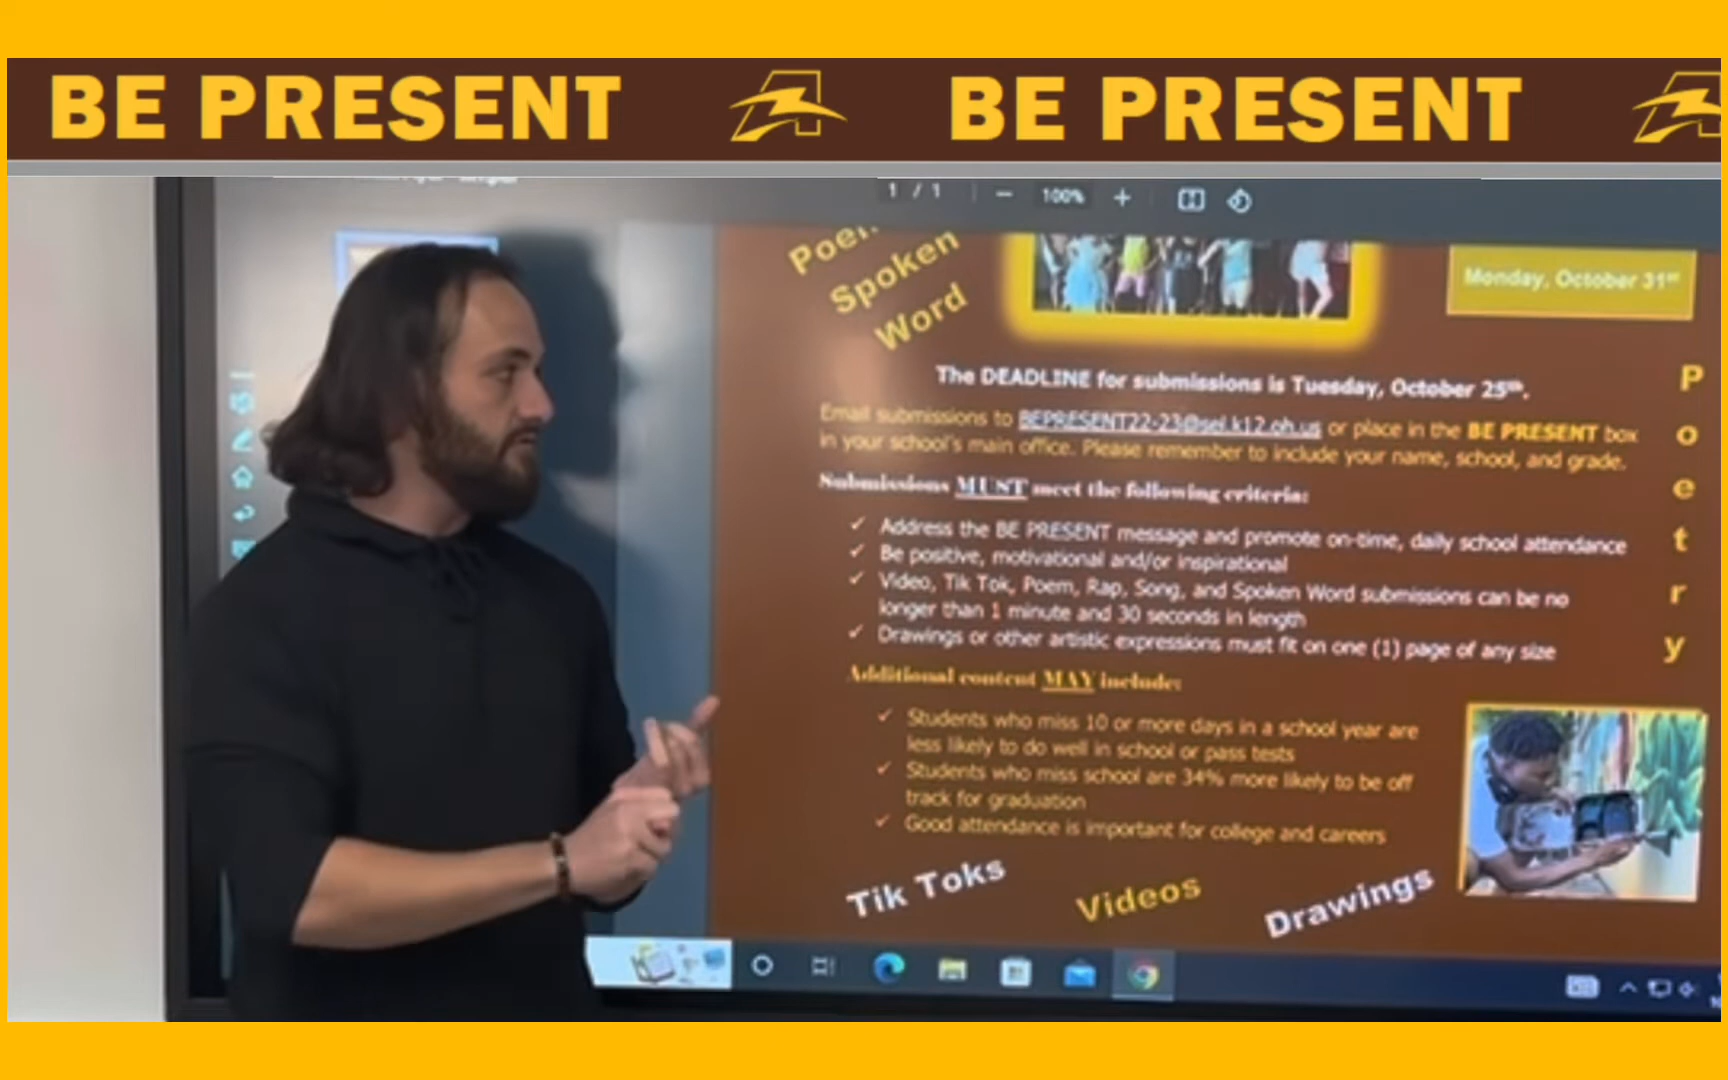 BE PRESENT
BE PRESENT
1 / 1
100%
Spoken
Word
Monday, October 31st
The DEADLINE for submissions is Tuesday, October 25th.
Email submissions to BEPRESENT22-23@sel.k12.oh.us or place in the BE PRESENT box
in your school's main office. Please remember to include your name, school, and grade.
Submissions MUST meet the following criteria:
Address the BE PRESENT message and promote on-time, daily school attendance
Be positive, motivational and/or inspirational
Video, Tik Tok, Poem, Rap, Song, and Spoken Word submissions can be no
longer than 1 minute and 30 seconds in length
Drawings or other artistic expressions must fit on one (1) page of any size
Additional content MAY include:
Students who miss 10 or more days in a school year are
less likely to do well in school or pass tests
Students who miss school are 34% more likely to be off
track for graduation
Good attendance is important for college and careers
Poetry
Tik Toks
Videos
Drawings